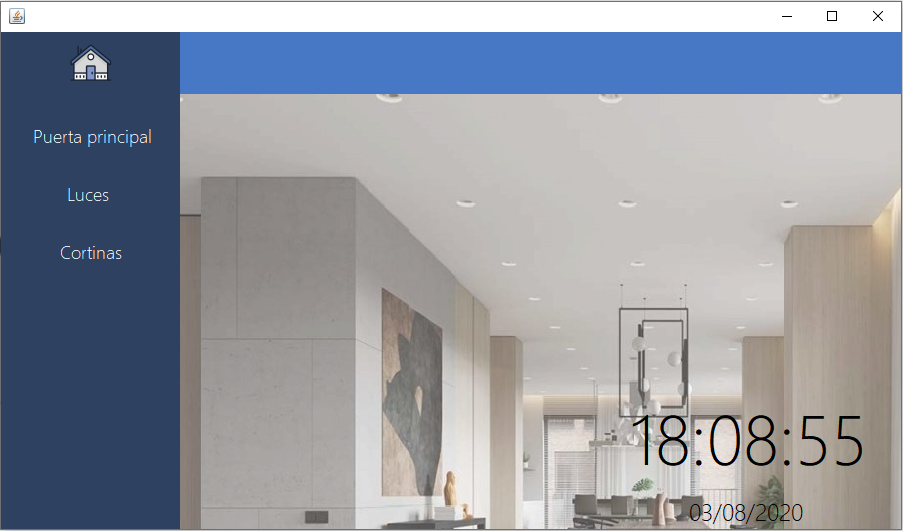 Puerta principal
Luces
Cortinas
18:08:55
03/08/2020